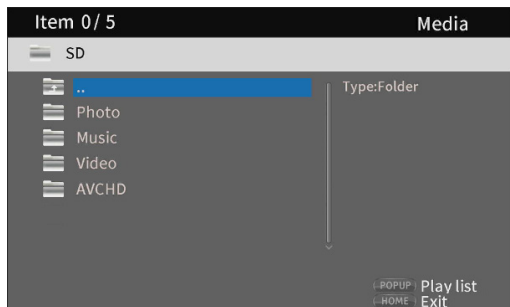 Item 0/5
Media
SD
..
Type:Folder
Photo
Music
Video
AVCHD
POPUP Play list
HOME Exit